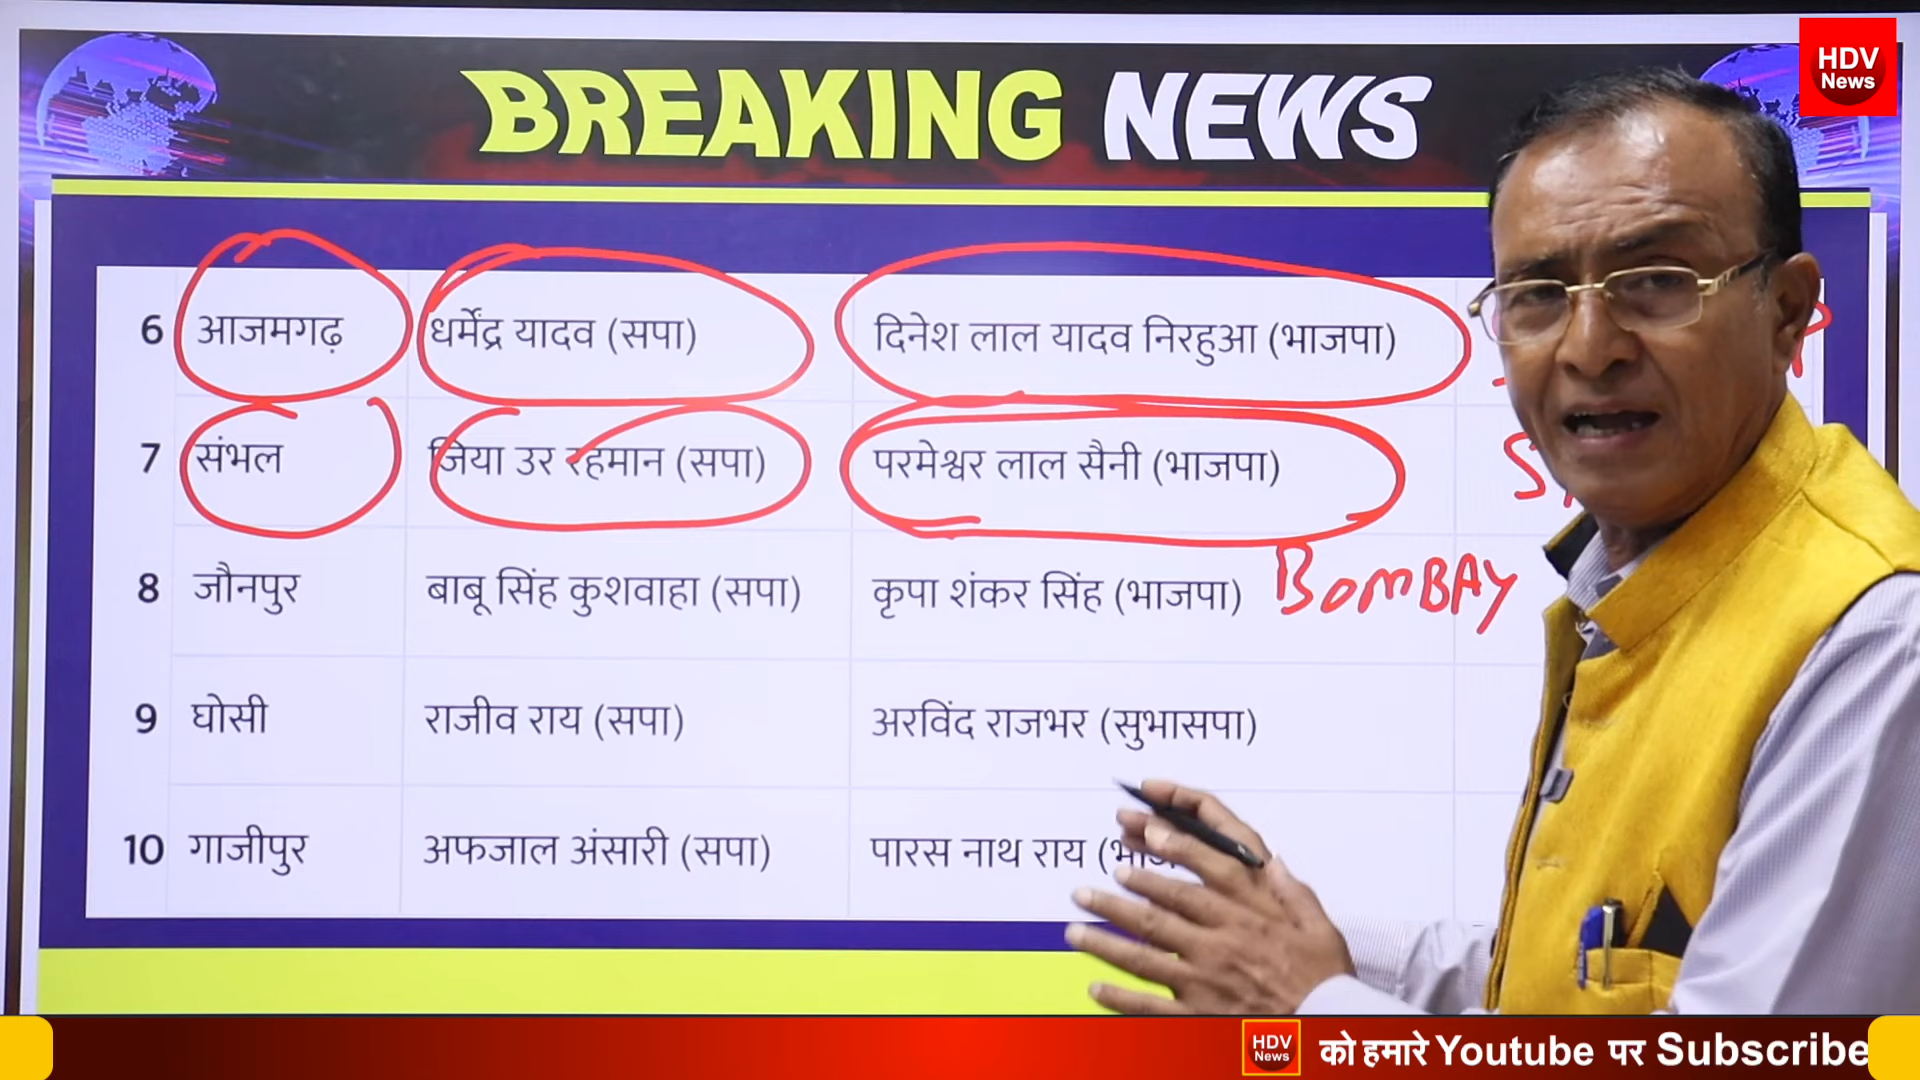 HDV
News
BREAKING NEWS
6 आजमगढ़ धर्मेंद्र यादव (सपा) दिनेश लाल यादव निरहुआ (भाजपा)
7 संभल जिया उर रहमान (सपा) परमेश्वर लाल सैनी (भाजपा)
8 जौनपुर बाबू सिंह कुशवाहा (सपा) कृपा शंकर सिंह (भाजपा) BOMBAY
9 घोसी राजीव राय (सपा) अरविंद राजभर (सुभासपा)
10 गाजीपुर अफजाल अंसारी (सपा) पारस नाथ राय
HDV
News
को हमारे Youtube पर Subscribe